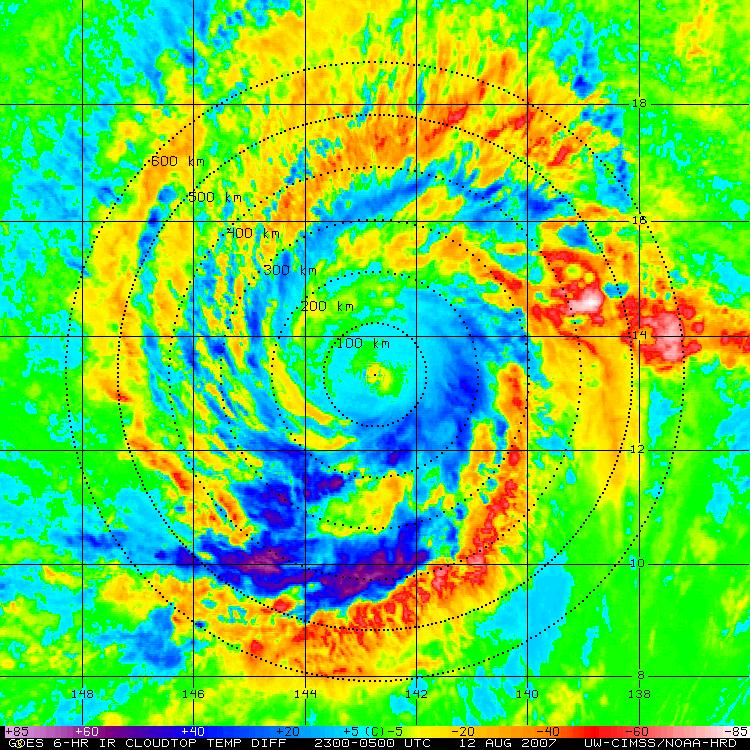 18
600 km
500 km
16
400 km
300 km
200 km
14
100 km
12
10
8
148 146 144 142 140 138
+85 +60 +40 +20 +5 (C) -5 -20 -40 -60 -85
GOES 6-HR IR CLOUDTOP TEMP DIFF 2300-0500 UTC 12 AUG 2007 UW-CIMSS/NOAA HRD